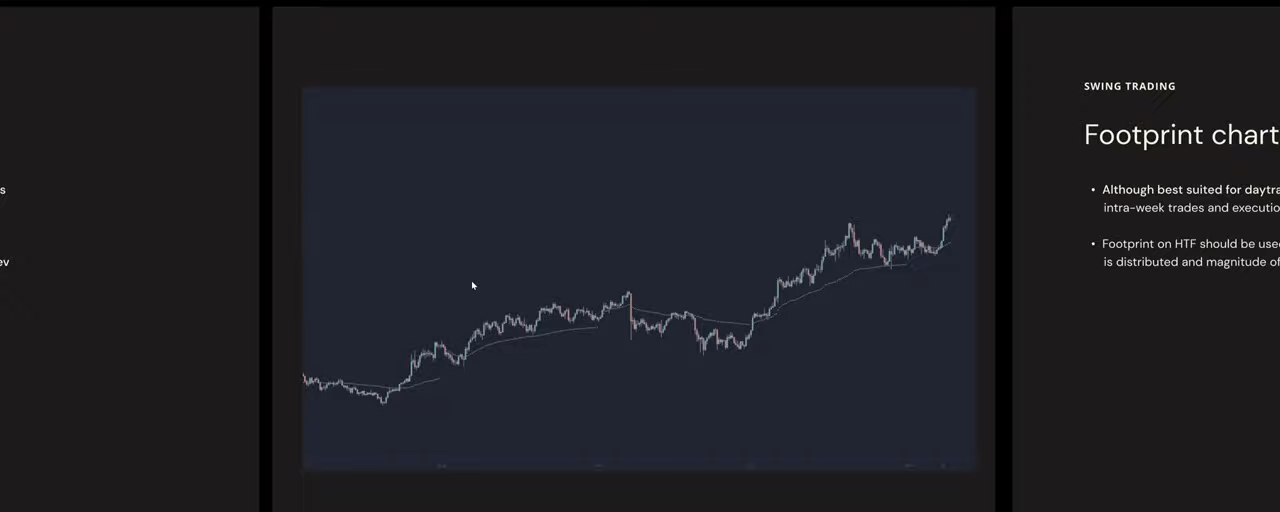 s
ev
SWING TRADING
Footprint chart
• Although best suited for daytra
intra-week trades and executio
• Footprint on HTF should be use
is distributed and magnitude of